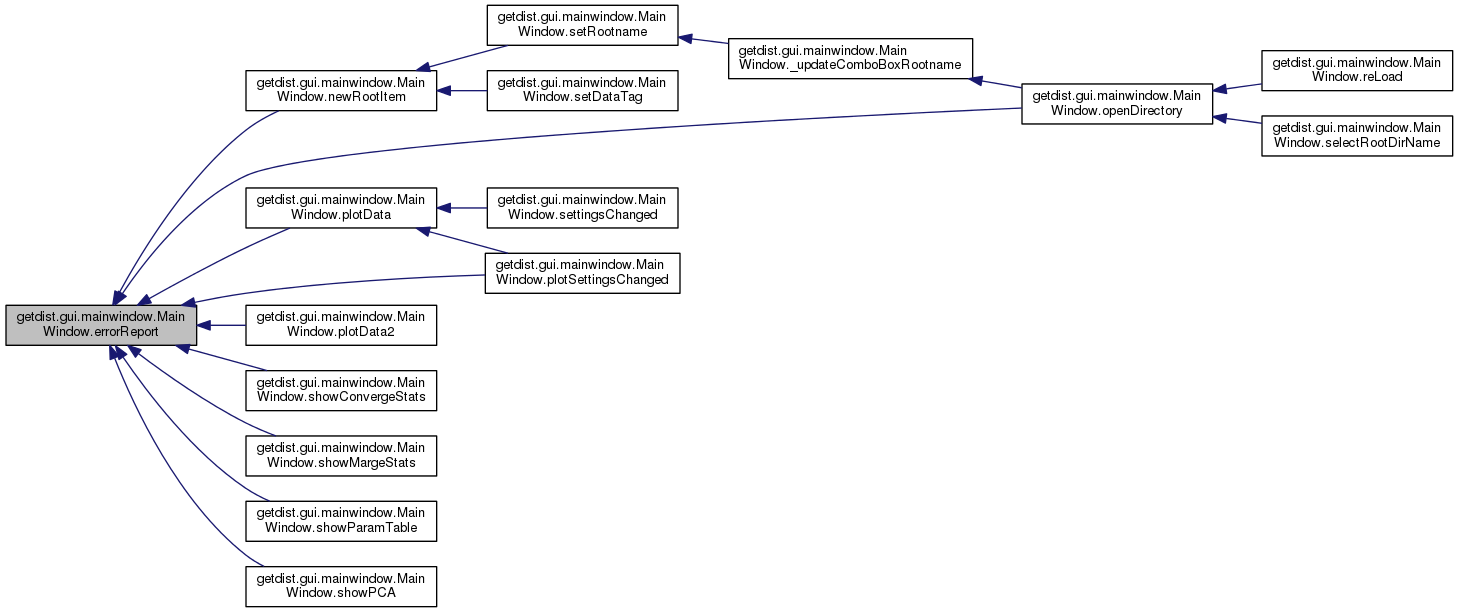 getdist.gui.mainwindow.Main
Window.setRootname
getdist.gui.mainwindow.Main
Window._updateComboBoxRootname
getdist.gui.mainwindow.Main
Window.reLoad
getdist.gui.mainwindow.Main
Window.newRootItem
getdist.gui.mainwindow.Main
Window.setDataTag
getdist.gui.mainwindow.Main
Window.openDirectory
getdist.gui.mainwindow.Main
Window.selectRootDirName
getdist.gui.mainwindow.Main
Window.plotData
getdist.gui.mainwindow.Main
Window.settingsChanged
getdist.gui.mainwindow.Main
Window.plotSettingsChanged
getdist.gui.mainwindow.Main
Window.errorReport
getdist.gui.mainwindow.Main
Window.plotData2
getdist.gui.mainwindow.Main
Window.showConvergeStats
getdist.gui.mainwindow.Main
Window.showMargeStats
getdist.gui.mainwindow.Main
Window.showParamTable
getdist.gui.mainwindow.Main
Window.showPCA